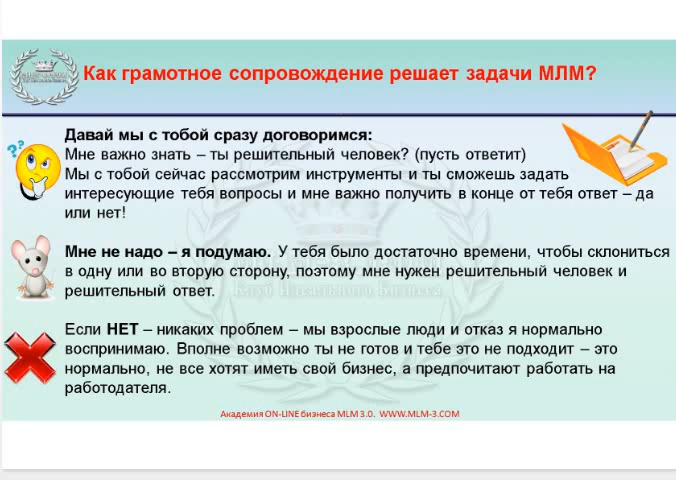 Как грамотное сопровождение решает задачи МЛМ?
Давай мы с тобой сразу договоримся:
Мне важно знать – ты решительный человек? (пусть ответит)
Мы с тобой сейчас рассмотрим инструменты и ты сможешь задать
интересующие тебя вопросы и мне важно получить в конце от тебя ответ – да
или нет!
Мне не надо – я подумаю. У тебя было достаточно времени, чтобы склониться
в одну или во вторую сторону, поэтому мне нужен решительный человек и
решительный ответ.
Клуб Идеального Бизнеса
Если НЕТ – никаких проблем – мы взрослые люди и отказ я нормально
воспринимаю. Вполне возможно ты не готов и тебе это не подходит – это
нормально, не все хотят иметь свой бизнес, а предпочитают работать на
работодателя.
Академия ON-LINE бизнеса MLM 3.0. WWW.MLM-3.COM